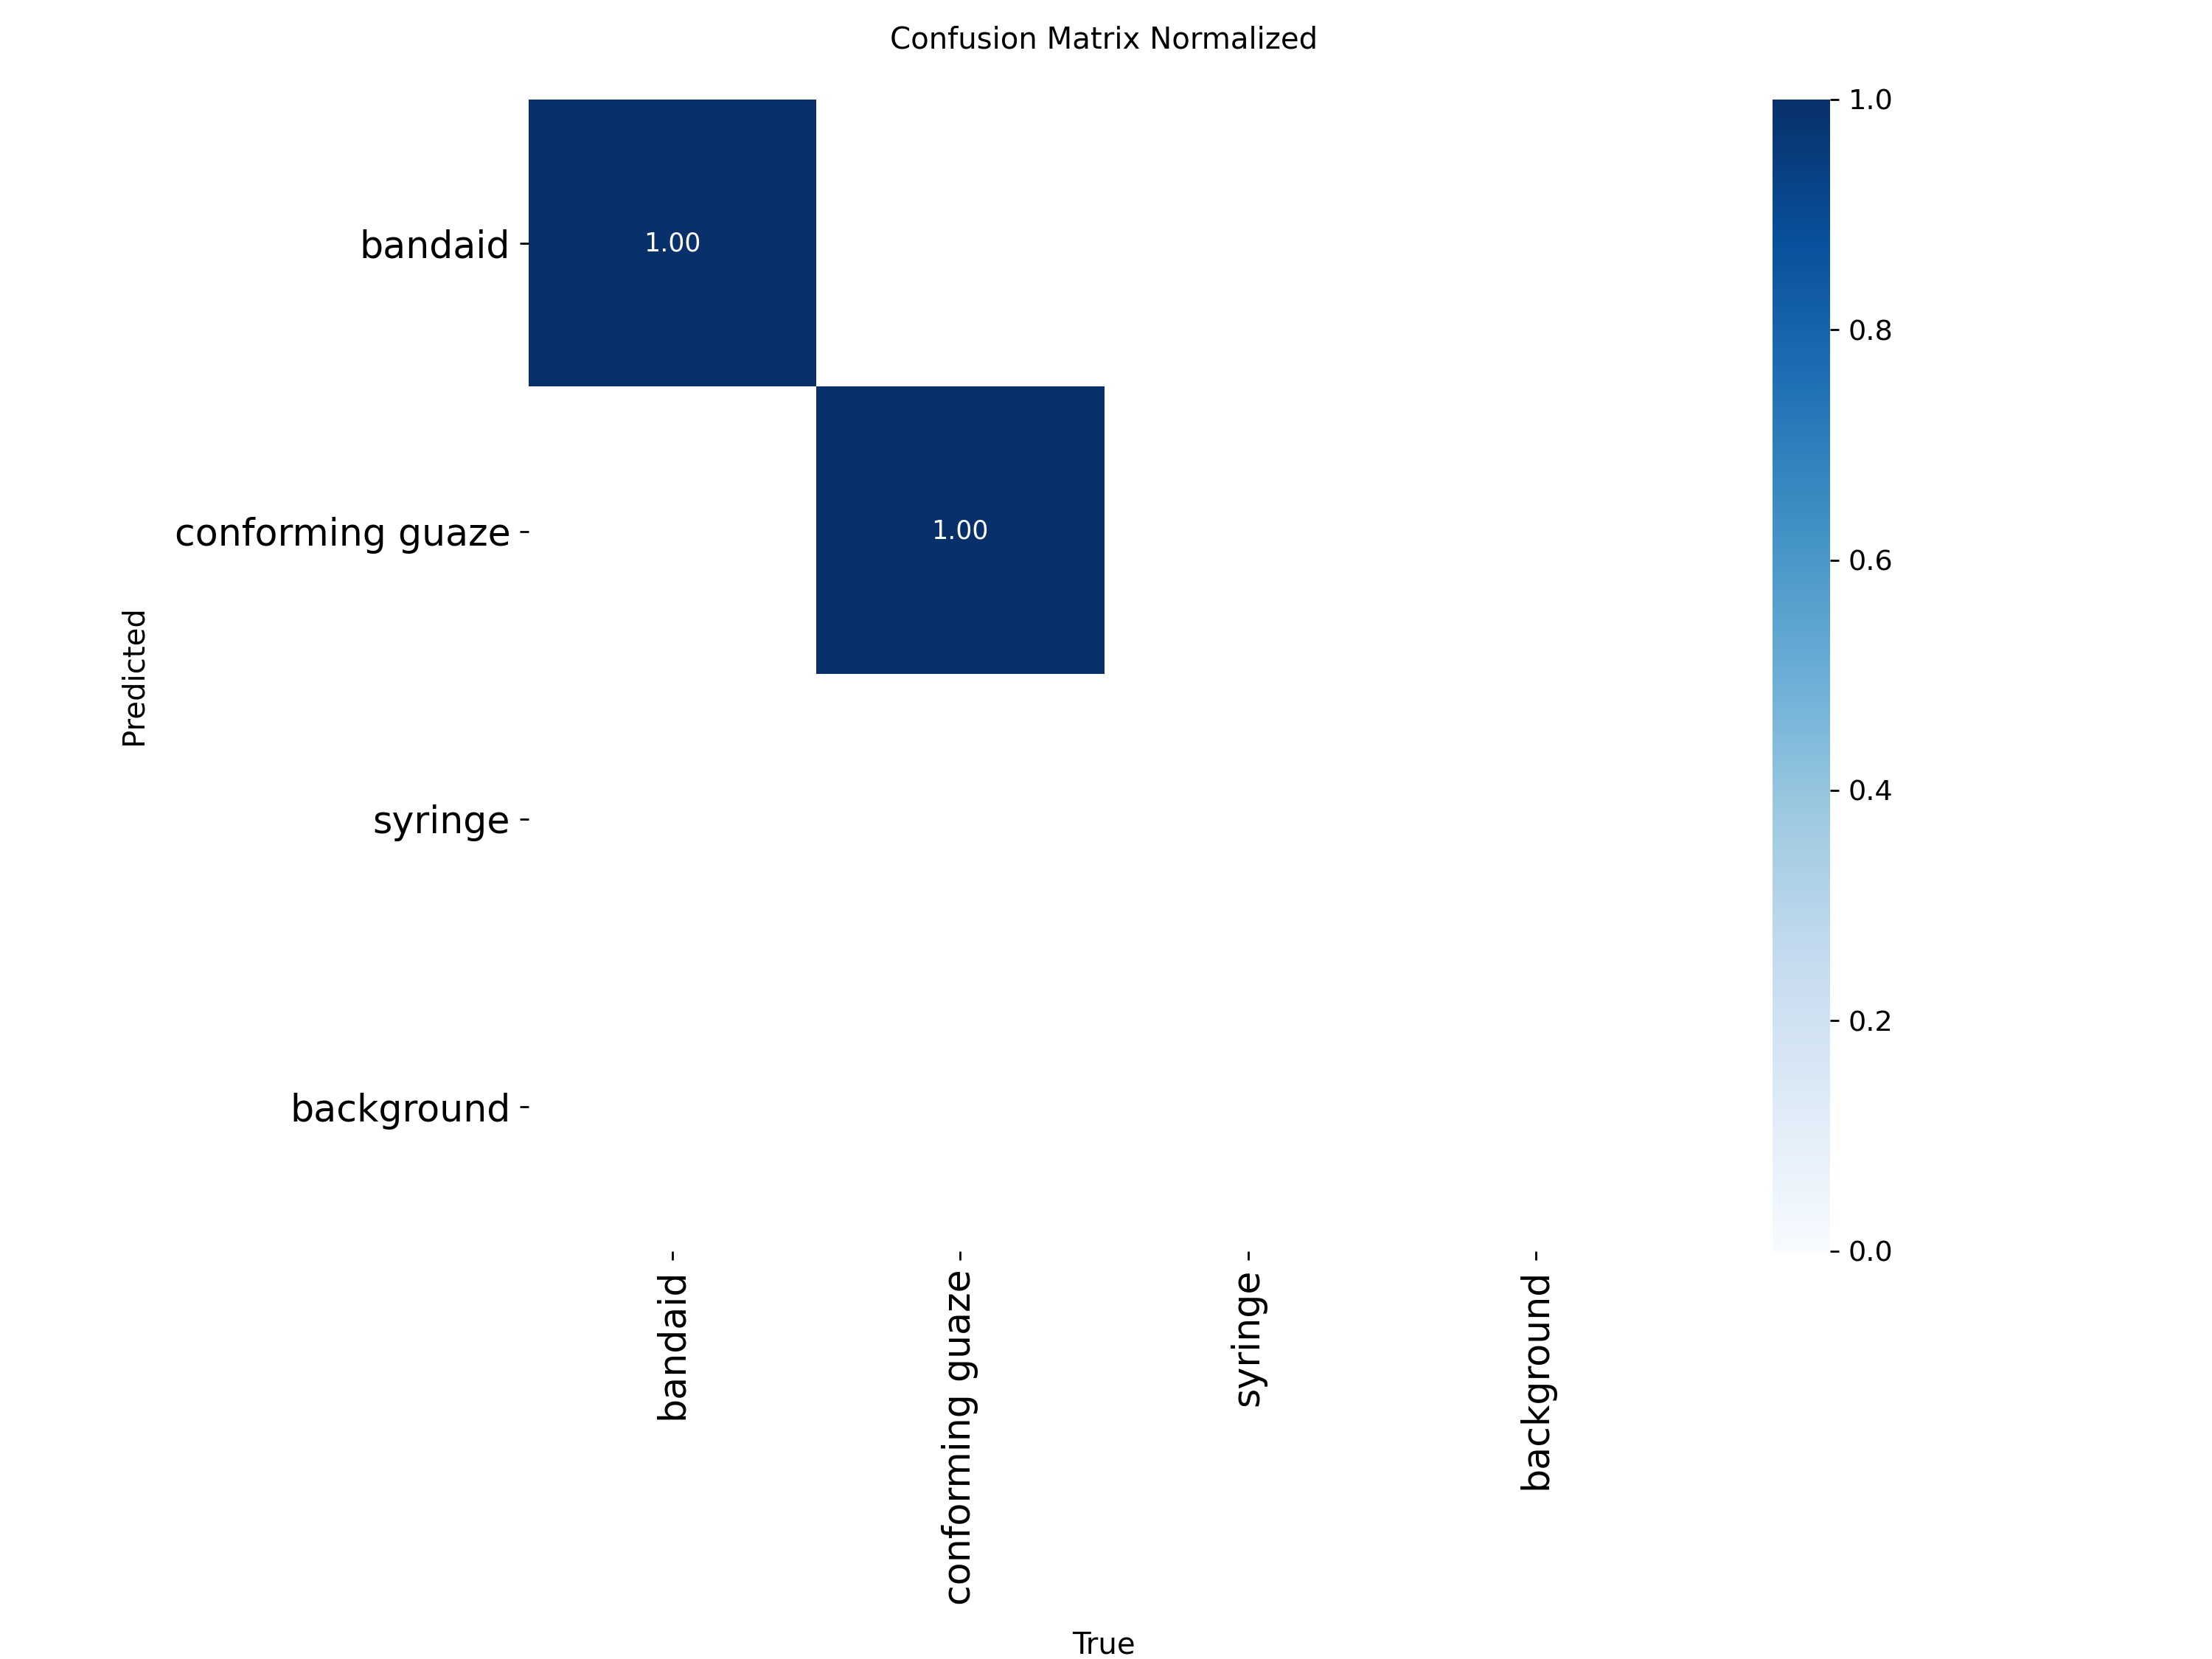 Confusion Matrix Normalized
1.0
bandaid
1.00
0.8
conforming guaze
1.00
0.6
Predicted
syringe
0.4
background
0.2
0.0
bandaid
conforming guaze
syringe
background
True